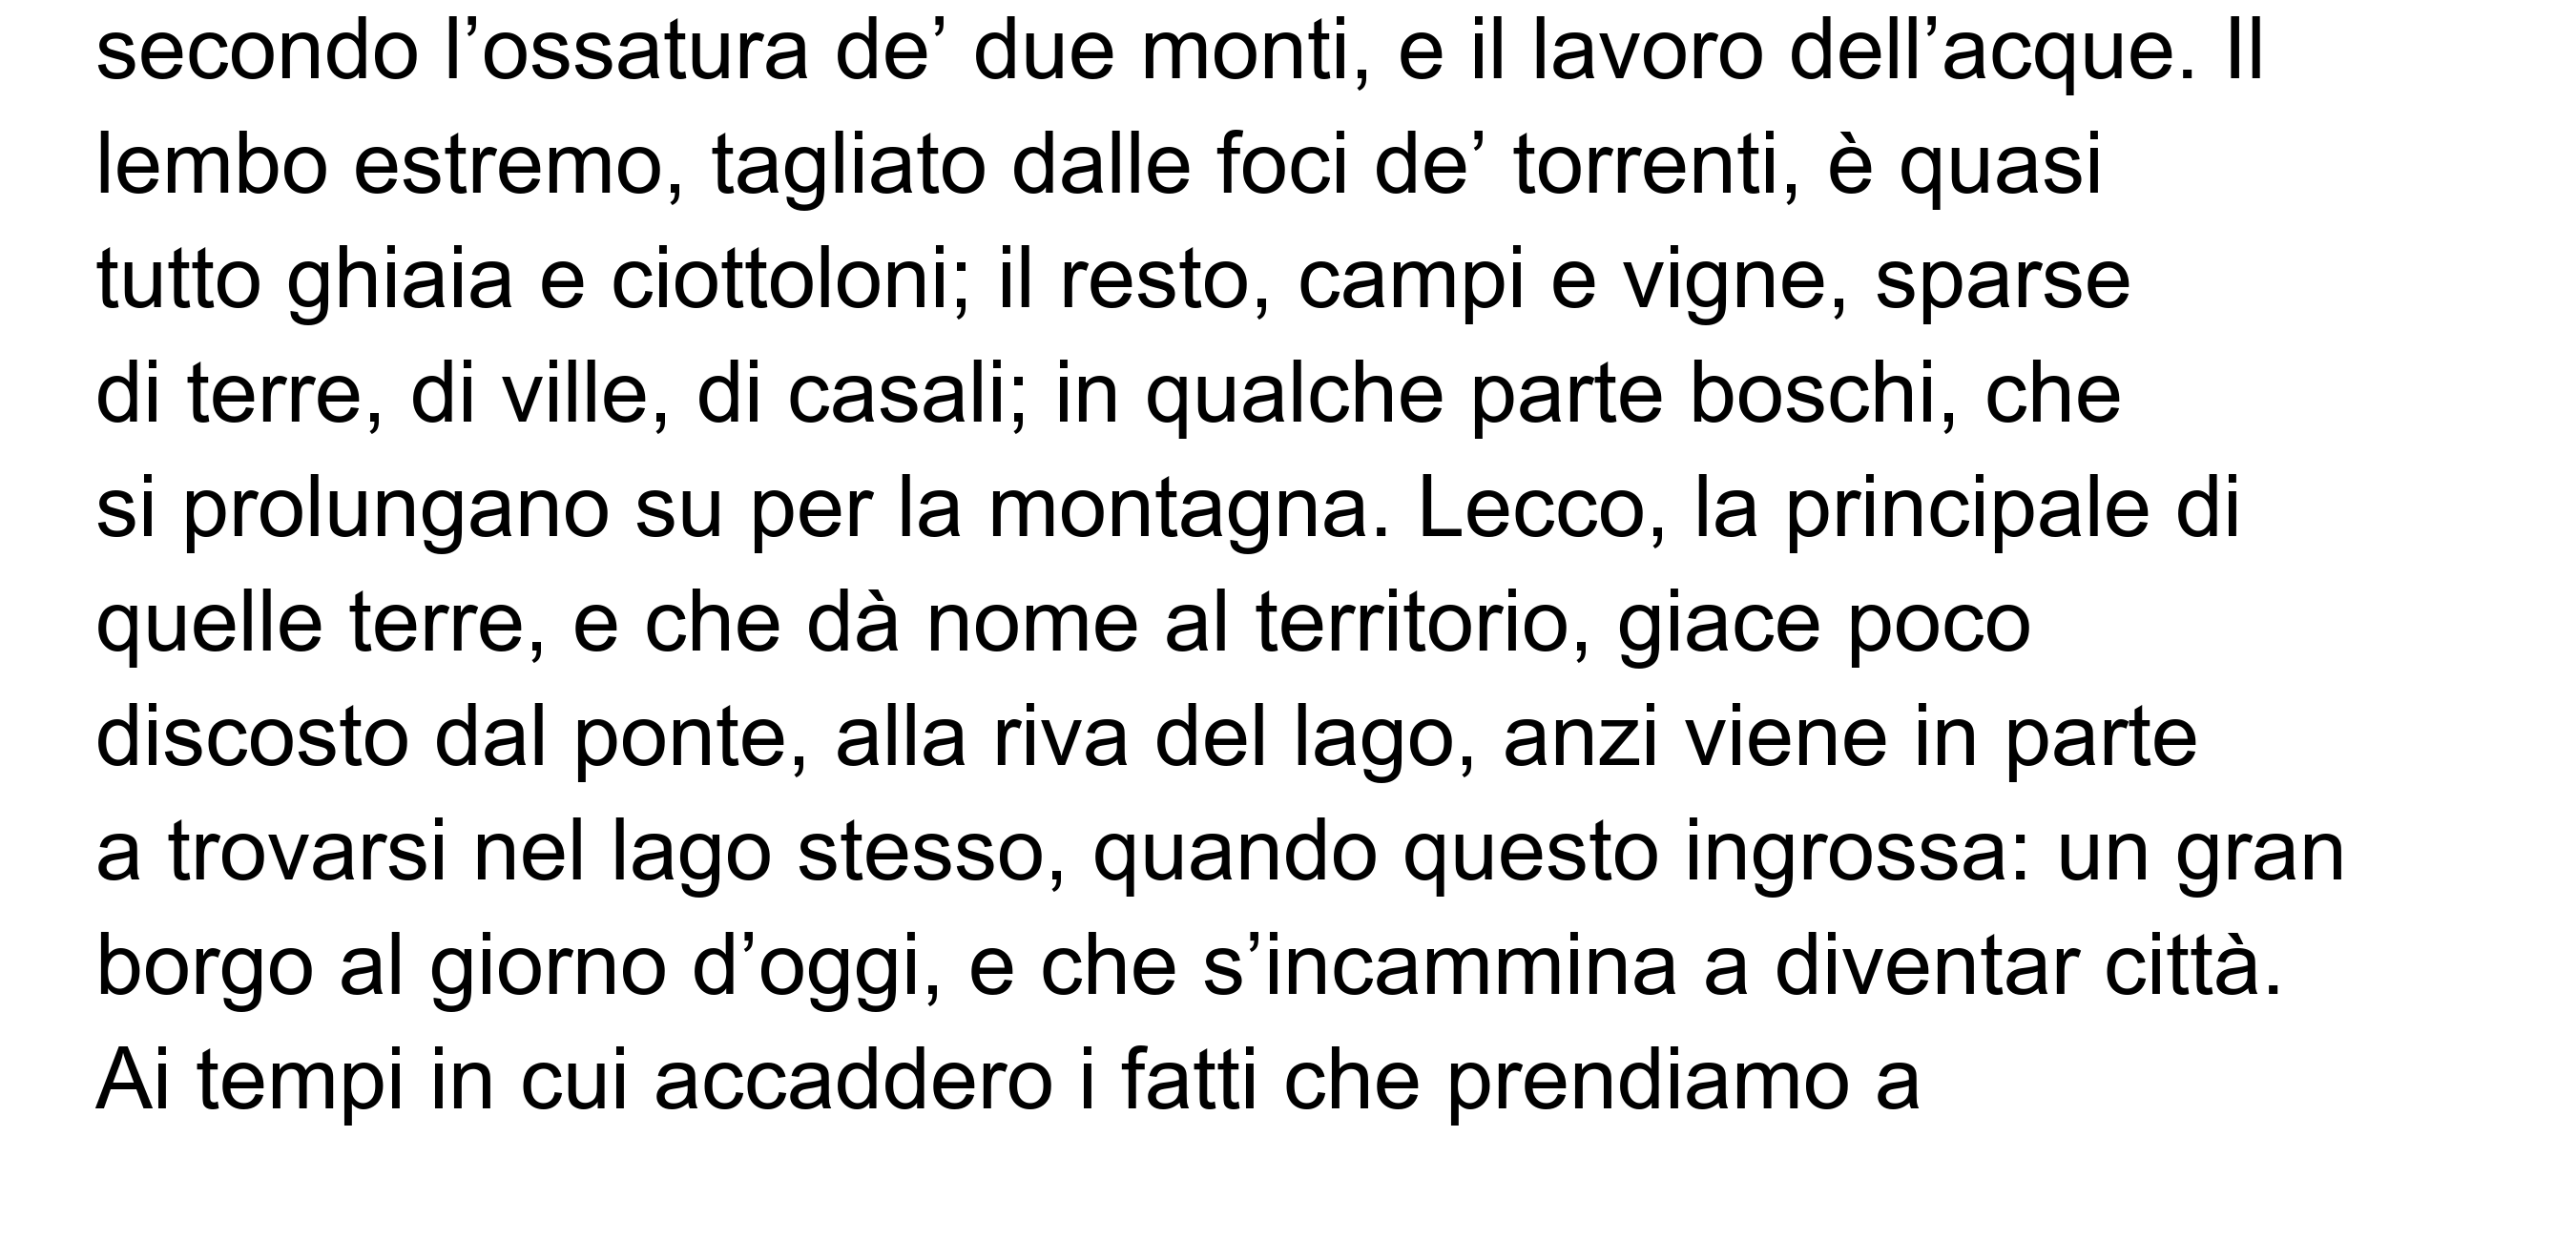 secondo l’ossatura de’ due monti, e il lavoro dell’acque. Il
lembo estremo, tagliato dalle foci de’ torrenti, è quasi
tutto ghiaia e ciottoloni; il resto, campi e vigne, sparse
di terre, di ville, di casali; in qualche parte boschi, che
si prolungano su per la montagna. Lecco, la principale di
quelle terre, e che dà nome al territorio, giace poco
discosto dal ponte, alla riva del lago, anzi viene in parte
a trovarsi nel lago stesso, quando questo ingrossa: un gran
borgo al giorno d’oggi, e che s’incammina a diventar città.
Ai tempi in cui accaddero i fatti che prendiamo a